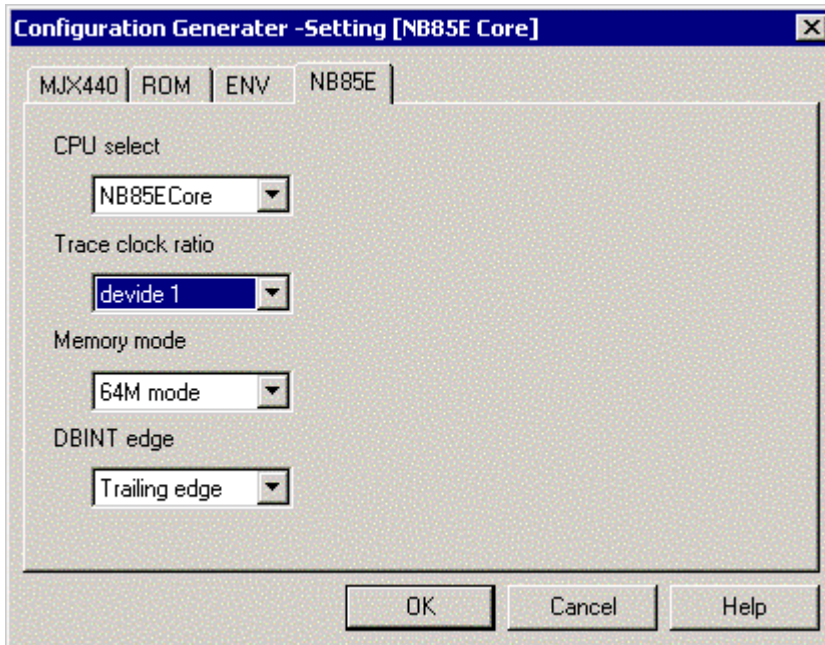 Configuration Generater -Setting [NB85E Core]
MJX440 ROM ENV NB85E
CPU select
NB85ECore
Trace clock ratio
devide 1
Memory mode
64M mode
DBINT edge
Trailing edge
OK Cancel Help